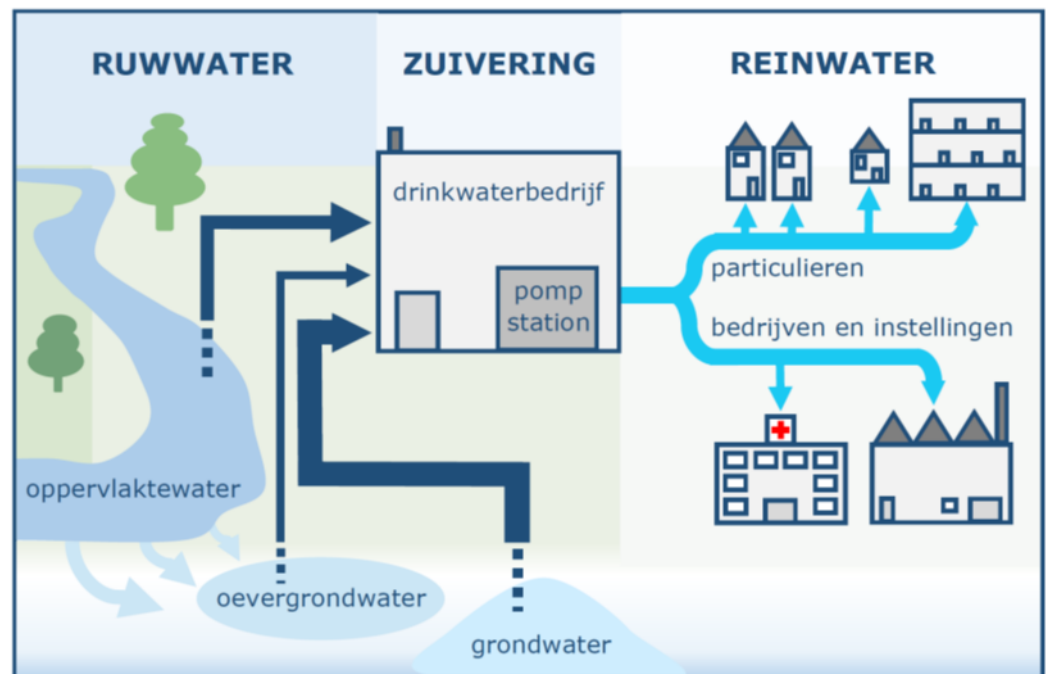 RUWWATER
ZUIVERING
REINWATER
drinkwaterbedrijf
pomp
station
particulieren
bedrijven en instellingen
oppervlaktewater
oevergrondwater
grondwater